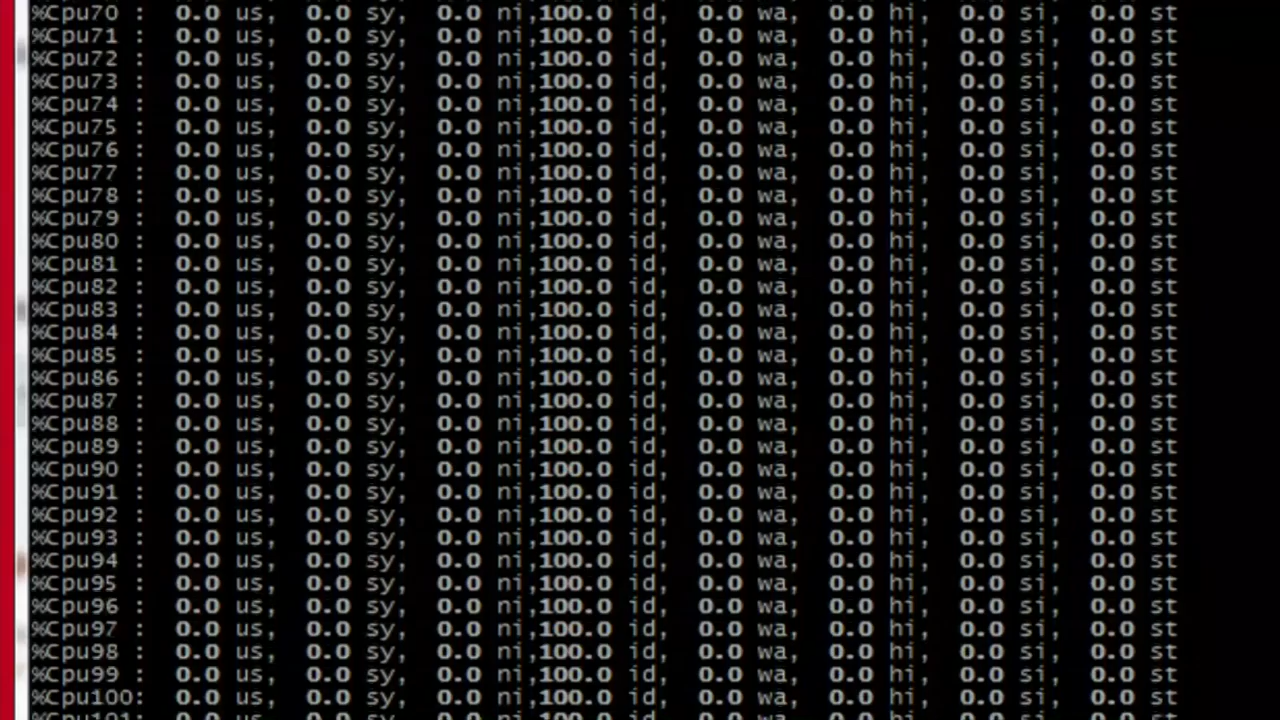 %Cpu70 :  0.0 us,  0.0 sy,  0.0 ni,100.0 id,  0.0 wa,  0.0 hi,  0.0 si,  0.0 st
%Cpu71 :  0.0 us,  0.0 sy,  0.0 ni,100.0 id,  0.0 wa,  0.0 hi,  0.0 si,  0.0 st
%Cpu72 :  0.0 us,  0.0 sy,  0.0 ni,100.0 id,  0.0 wa,  0.0 hi,  0.0 si,  0.0 st
%Cpu73 :  0.0 us,  0.0 sy,  0.0 ni,100.0 id,  0.0 wa,  0.0 hi,  0.0 si,  0.0 st
%Cpu74 :  0.0 us,  0.0 sy,  0.0 ni,100.0 id,  0.0 wa,  0.0 hi,  0.0 si,  0.0 st
%Cpu75 :  0.0 us,  0.0 sy,  0.0 ni,100.0 id,  0.0 wa,  0.0 hi,  0.0 si,  0.0 st
%Cpu76 :  0.0 us,  0.0 sy,  0.0 ni,100.0 id,  0.0 wa,  0.0 hi,  0.0 si,  0.0 st
%Cpu77 :  0.0 us,  0.0 sy,  0.0 ni,100.0 id,  0.0 wa,  0.0 hi,  0.0 si,  0.0 st
%Cpu78 :  0.0 us,  0.0 sy,  0.0 ni,100.0 id,  0.0 wa,  0.0 hi,  0.0 si,  0.0 st
%Cpu79 :  0.0 us,  0.0 sy,  0.0 ni,100.0 id,  0.0 wa,  0.0 hi,  0.0 si,  0.0 st
%Cpu80 :  0.0 us,  0.0 sy,  0.0 ni,100.0 id,  0.0 wa,  0.0 hi,  0.0 si,  0.0 st
%Cpu81 :  0.0 us,  0.0 sy,  0.0 ni,100.0 id,  0.0 wa,  0.0 hi,  0.0 si,  0.0 st
%Cpu82 :  0.0 us,  0.0 sy,  0.0 ni,100.0 id,  0.0 wa,  0.0 hi,  0.0 si,  0.0 st
%Cpu83 :  0.0 us,  0.0 sy,  0.0 ni,100.0 id,  0.0 wa,  0.0 hi,  0.0 si,  0.0 st
%Cpu84 :  0.0 us,  0.0 sy,  0.0 ni,100.0 id,  0.0 wa,  0.0 hi,  0.0 si,  0.0 st
%Cpu85 :  0.0 us,  0.0 sy,  0.0 ni,100.0 id,  0.0 wa,  0.0 hi,  0.0 si,  0.0 st
%Cpu86 :  0.0 us,  0.0 sy,  0.0 ni,100.0 id,  0.0 wa,  0.0 hi,  0.0 si,  0.0 st
%Cpu87 :  0.0 us,  0.0 sy,  0.0 ni,100.0 id,  0.0 wa,  0.0 hi,  0.0 si,  0.0 st
%Cpu88 :  0.0 us,  0.0 sy,  0.0 ni,100.0 id,  0.0 wa,  0.0 hi,  0.0 si,  0.0 st
%Cpu89 :  0.0 us,  0.0 sy,  0.0 ni,100.0 id,  0.0 wa,  0.0 hi,  0.0 si,  0.0 st
%Cpu90 :  0.0 us,  0.0 sy,  0.0 ni,100.0 id,  0.0 wa,  0.0 hi,  0.0 si,  0.0 st
%Cpu91 :  0.0 us,  0.0 sy,  0.0 ni,100.0 id,  0.0 wa,  0.0 hi,  0.0 si,  0.0 st
%Cpu92 :  0.0 us,  0.0 sy,  0.0 ni,100.0 id,  0.0 wa,  0.0 hi,  0.0 si,  0.0 st
%Cpu93 :  0.0 us,  0.0 sy,  0.0 ni,100.0 id,  0.0 wa,  0.0 hi,  0.0 si,  0.0 st
%Cpu94 :  0.0 us,  0.0 sy,  0.0 ni,100.0 id,  0.0 wa,  0.0 hi,  0.0 si,  0.0 st
%Cpu95 :  0.0 us,  0.0 sy,  0.0 ni,100.0 id,  0.0 wa,  0.0 hi,  0.0 si,  0.0 st
%Cpu96 :  0.0 us,  0.0 sy,  0.0 ni,100.0 id,  0.0 wa,  0.0 hi,  0.0 si,  0.0 st
%Cpu97 :  0.0 us,  0.0 sy,  0.0 ni,100.0 id,  0.0 wa,  0.0 hi,  0.0 si,  0.0 st
%Cpu98 :  0.0 us,  0.0 sy,  0.0 ni,100.0 id,  0.0 wa,  0.0 hi,  0.0 si,  0.0 st
%Cpu99 :  0.0 us,  0.0 sy,  0.0 ni,100.0 id,  0.0 wa,  0.0 hi,  0.0 si,  0.0 st
%Cpu100:  0.0 us,  0.0 sy,  0.0 ni,100.0 id,  0.0 wa,  0.0 hi,  0.0 si,  0.0 st